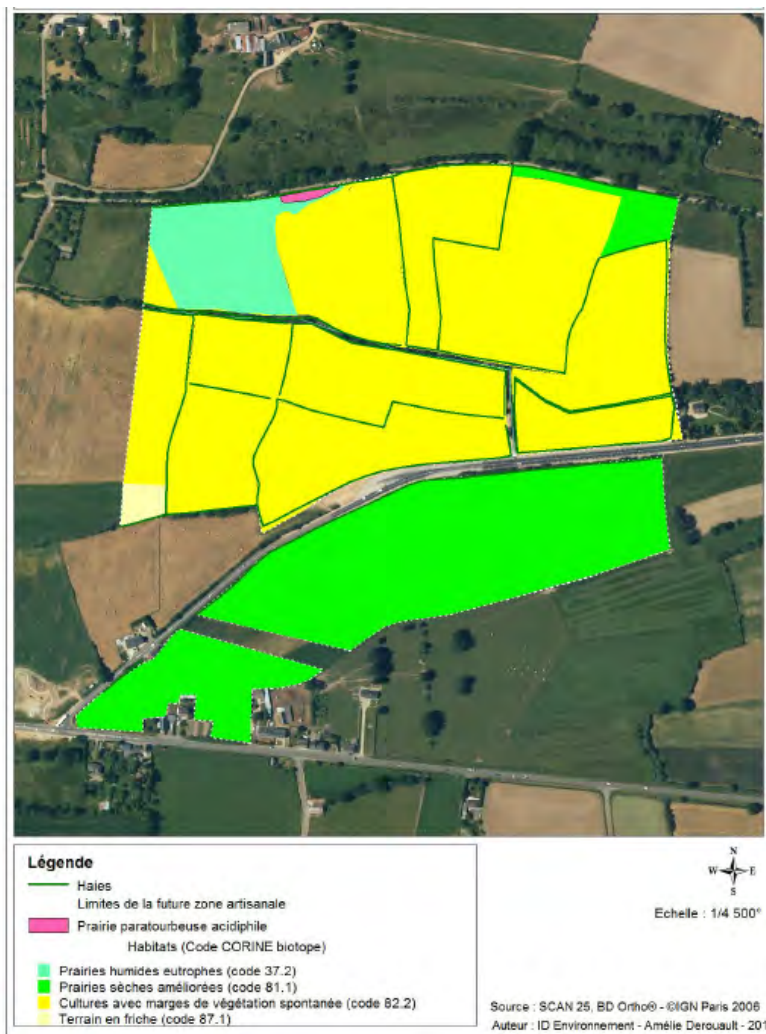 Légende
Haies
Limites de la future zone artisanale
Prairie paratourbeuse acidiphile
Habitats (Code CORINE biotope)
Prairies humides eutrophes (code 37.2)
Prairies sèches améliorées (code 81.1)
Cultures avec marges de végétation spontanée (code 82.2)
Terrain en friche (code 87.1)
N
W E
S
Echelle : 1/4 500°
Source : SCAN 25, BD Ortho® - ©IGN Paris 2006
Auteur : ID Environnement - Amélie Derouault - 201